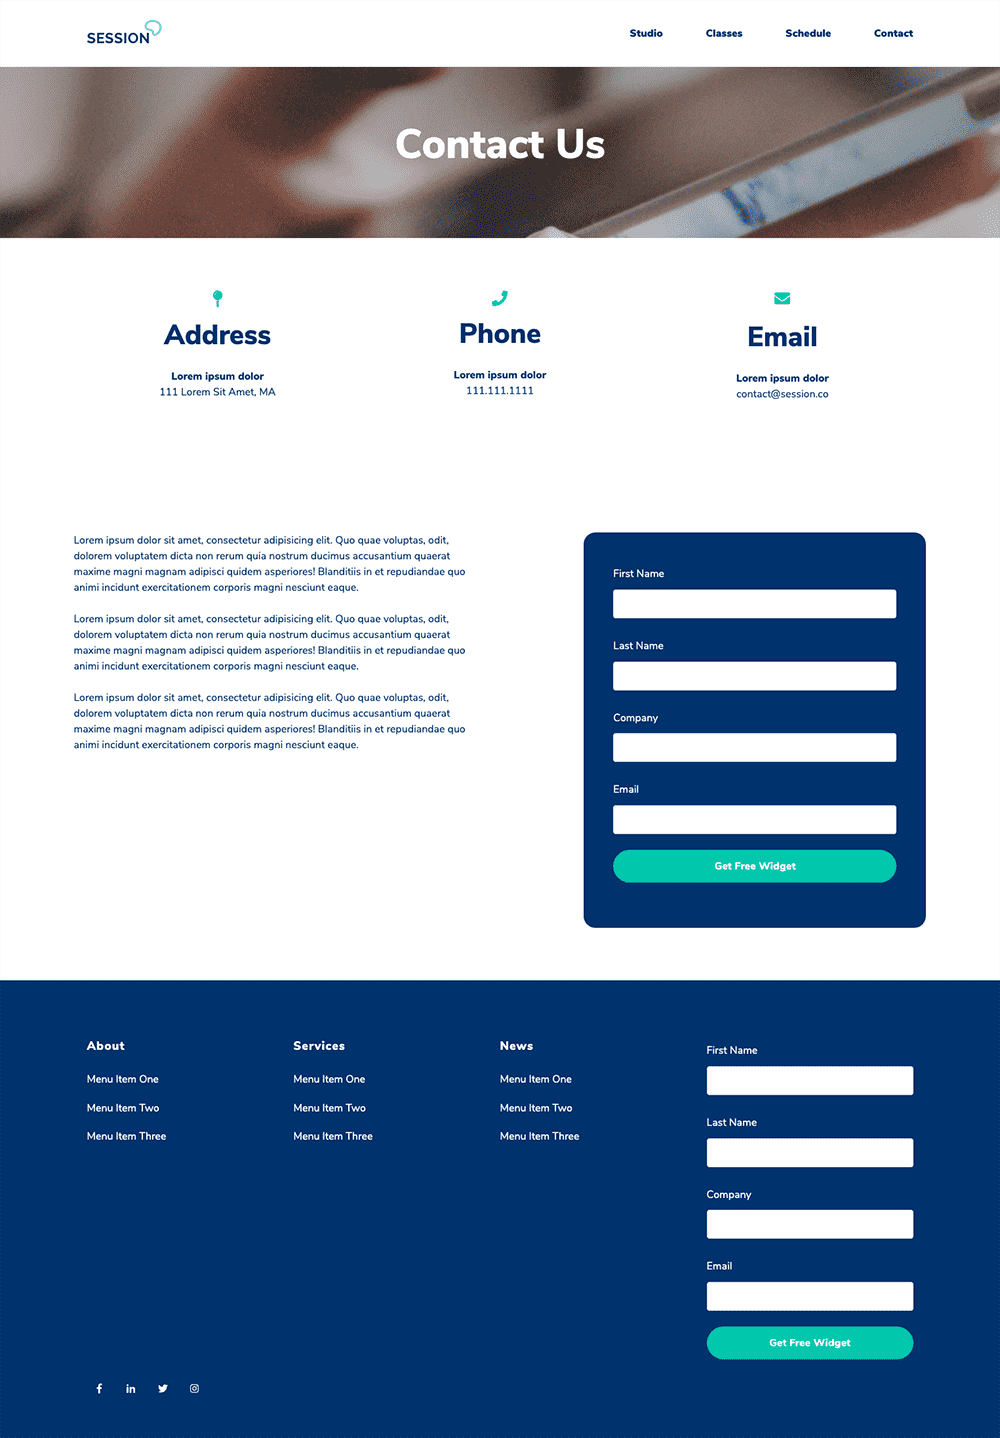 SESSION
Studio Classes Schedule Contact
Contact Us
Address
Lorem ipsum dolor
111 Lorem Sit Amet, MA
Phone
Lorem ipsum dolor
111.111.1111
Email
Lorem ipsum dolor
contact@session.co
Lorem ipsum dolor sit amet, consectetur adipisicing elit. Quo quae voluptas, odit,
dolorem voluptatem dicta non rerum quia nostrum ducimus accusantium quaerat
maxime magni magnam adipisci quidem asperiores! Blanditiis in et repudiandae quo
animi incidunt exercitationem corporis magni nesciunt eaque.
Lorem ipsum dolor sit amet, consectetur adipisicing elit. Quo quae voluptas, odit,
dolorem voluptatem dicta non rerum quia nostrum ducimus accusantium quaerat
maxime magni magnam adipisci quidem asperiores! Blanditiis in et repudiandae quo
animi incidunt exercitationem corporis magni nesciunt eaque.
Lorem ipsum dolor sit amet, consectetur adipisicing elit. Quo quae voluptas, odit,
dolorem voluptatem dicta non rerum quia nostrum ducimus accusantium quaerat
maxime magni magnam adipisci quidem asperiores! Blanditiis in et repudiandae quo
animi incidunt exercitationem corporis magni nesciunt eaque.
First Name
Last Name
Company
Email
Get Free Widget
About
Menu Item One
Menu Item Two
Menu Item Three
Services
Menu Item One
Menu Item Two
Menu Item Three
News
Menu Item One
Menu Item Two
Menu Item Three
First Name
Last Name
Company
Email
Get Free Widget